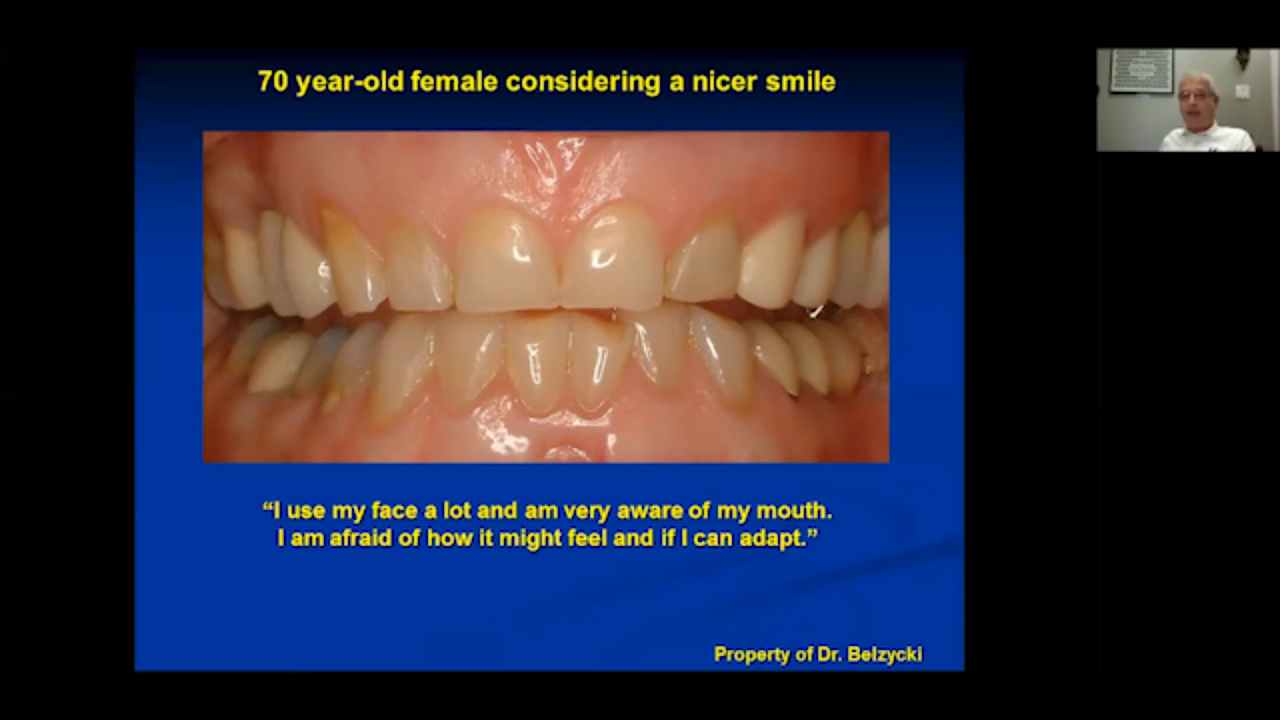 70 year-old female considering a nicer smile
“I use my face a lot and am very aware of my mouth.
I am afraid of how it might feel and if I can adapt.”
Property of Dr. Belzycki